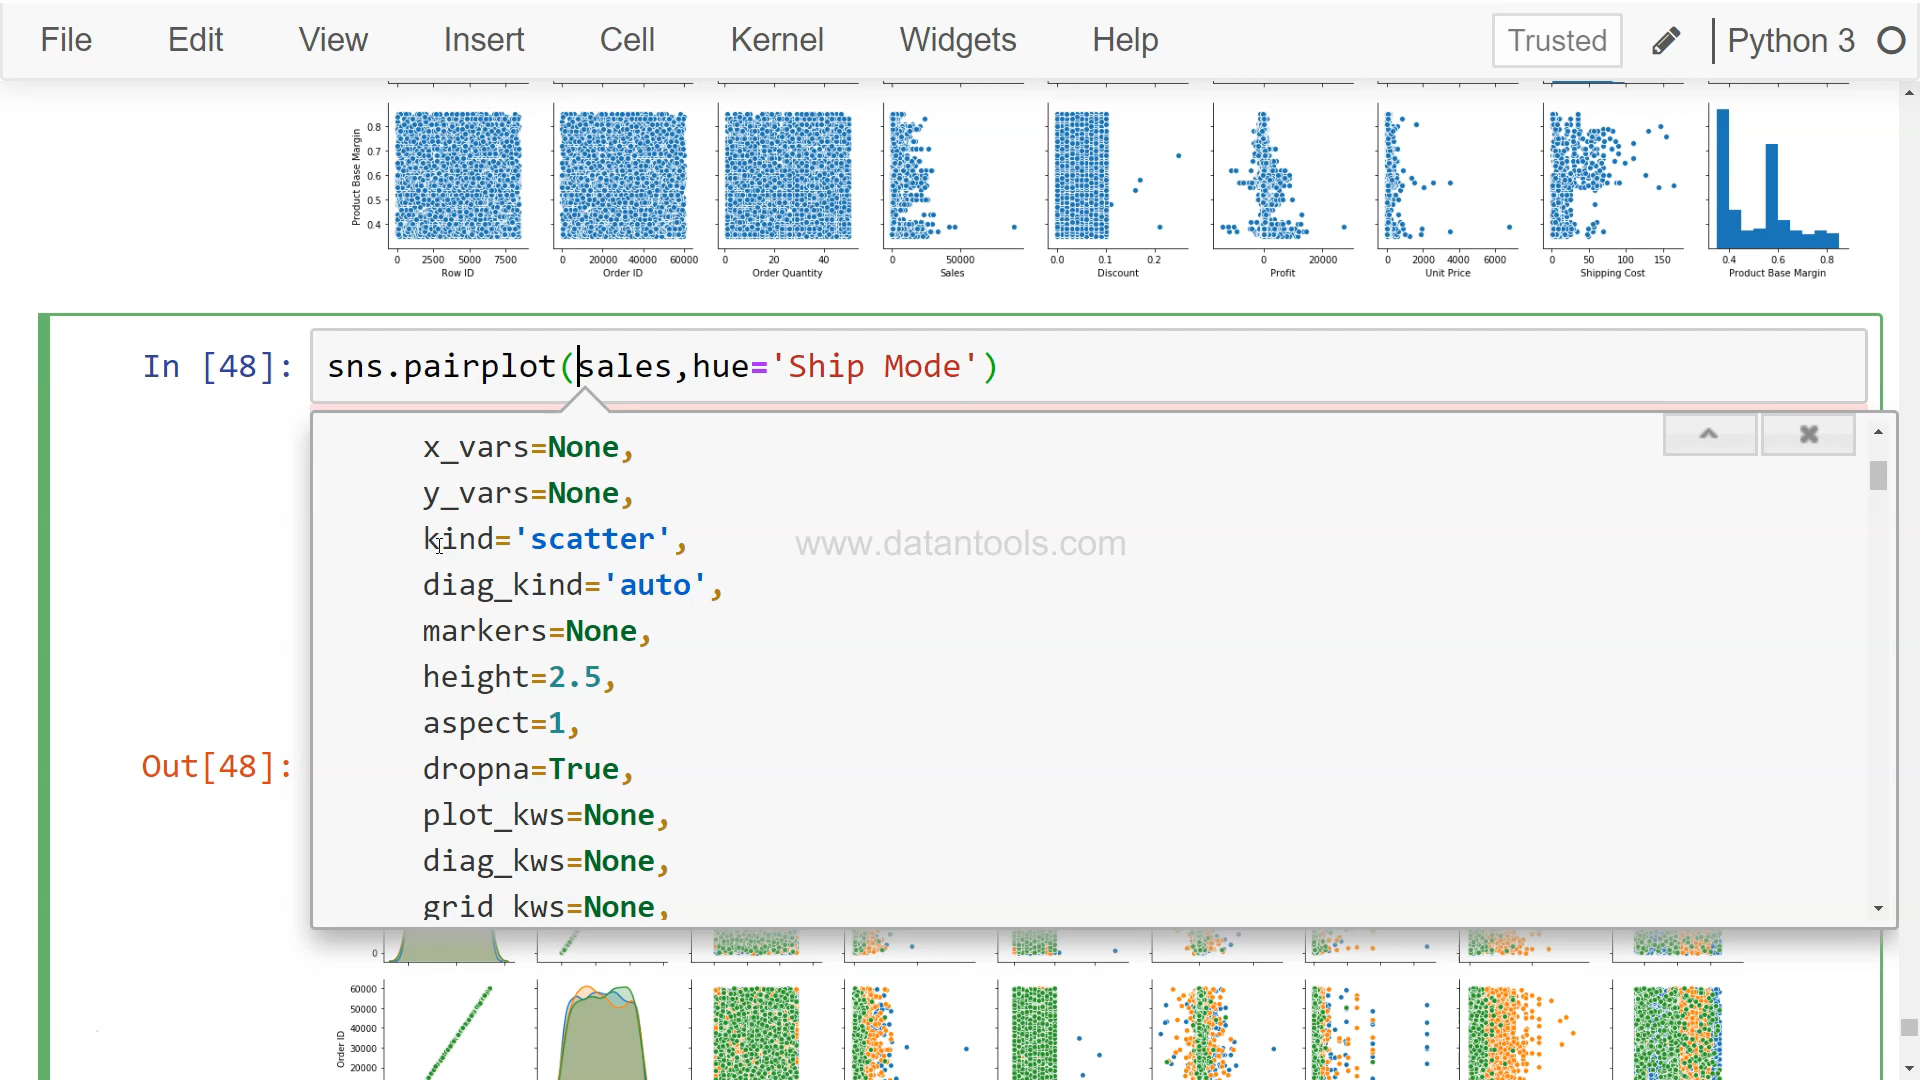 File Edit View Insert Cell Kernel Widgets Help Trusted Python 3
0.8
0.7
0.6
0.5
0.4
Product Base Margin
0 2500 5000 7500 0 20000 40000 60000 0 20 40 0 50000 0.0 0.1 0.2 0 20000 0 2000 4000 6000 0 50 100 150 0.4 0.6 0.8
Row ID Order ID Order Quantity Sales Discount Profit Unit Price Shipping Cost Product Base Margin
In [48]: sns.pairplot(sales,hue='Ship Mode')
x_vars=None,
y_vars=None,
kind='scatter',
www.datantools.com
diag_kind='auto',
markers=None,
height=2.5,
aspect=1,
dropna=True,
Out[48]:
plot_kws=None,
diag_kws=None,
grid_kws=None,
0
60000
50000
40000
30000
20000
Order ID